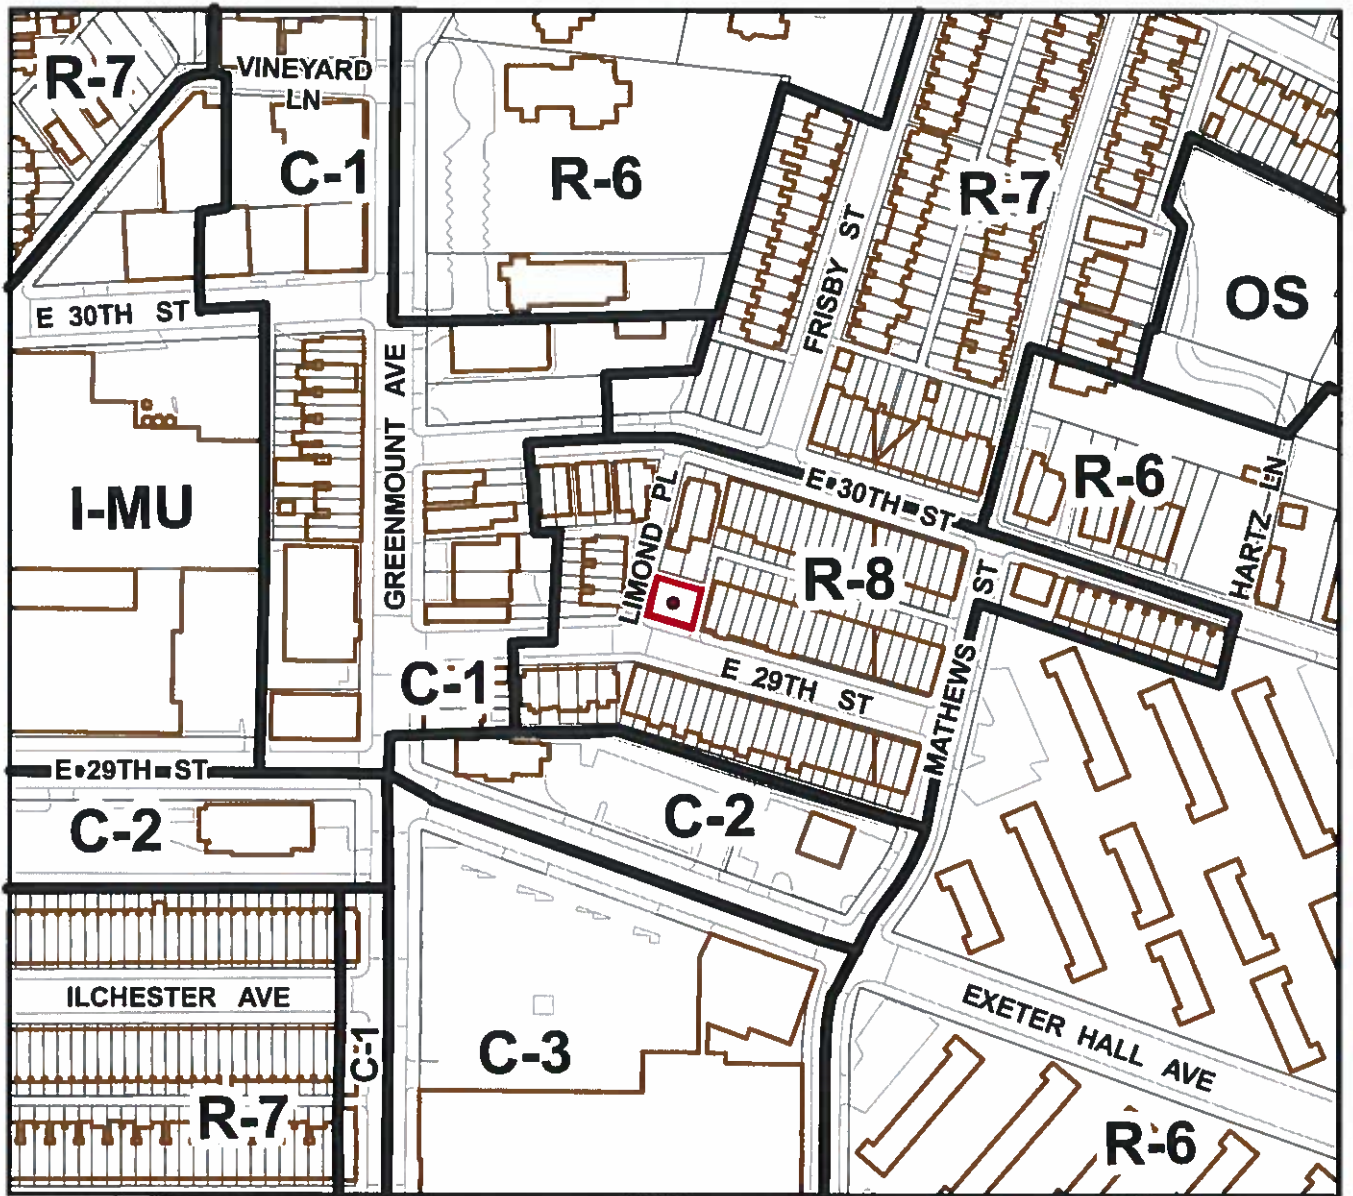 R-7
VINEYARD
LN
C-1
R-6
R-7
FRISBY ST
OS
E 30TH ST
GREENMOUNT AVE
I-MU
LIMOND PL
E 30TH ST
R-6
HARTZ LN
R-8
ST
MATHEWS
C-1
E 29TH ST
E 29TH ST
C-2
C-2
ILCHESTER AVE
C-1
C-3
EXETER HALL AVE
R-7
R-6